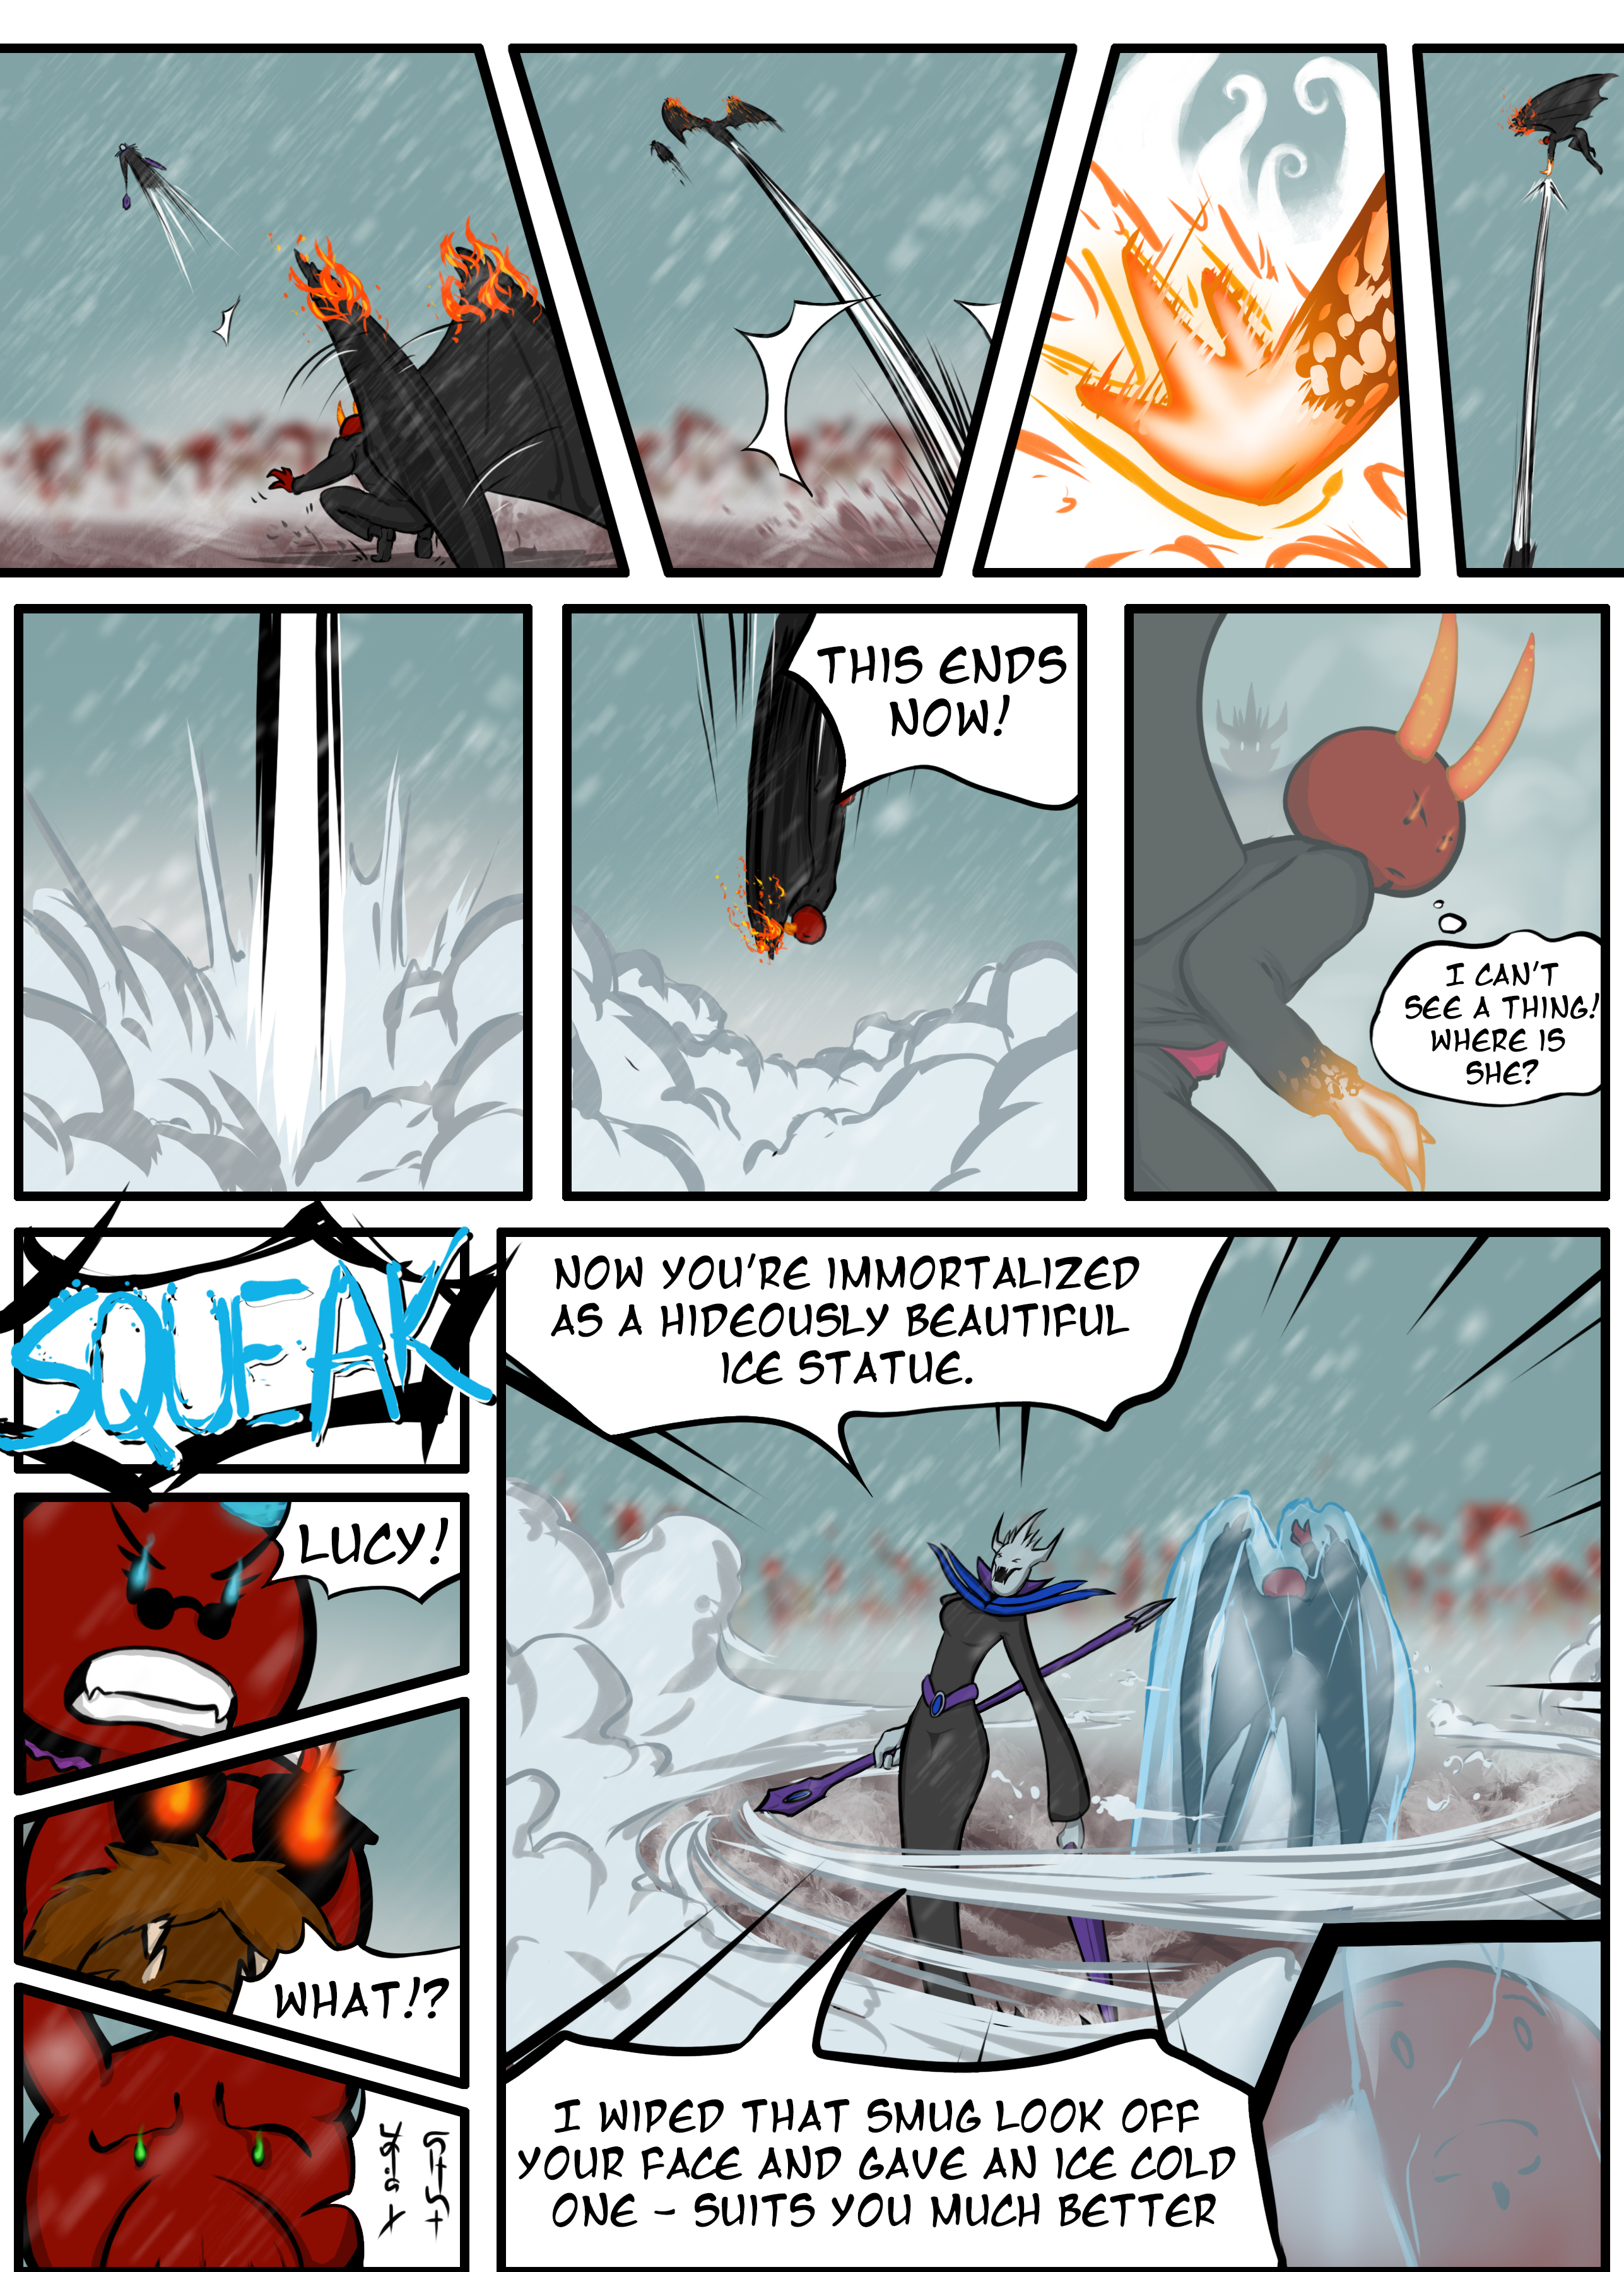 THIS ENDS
NOW!
I CAN'T
SEE A THING!
WHERE IS
SHE?
SQUEAK
NOW YOU'RE IMMORTALIZED
AS A HIDEOUSLY BEAUTIFUL
ICE STATUE.
LUCY!
WHAT!?
I WIPED THAT SMUG LOOK OFF
YOUR FACE AND GAVE AN ICE COLD
ONE – SUITS YOU MUCH BETTER